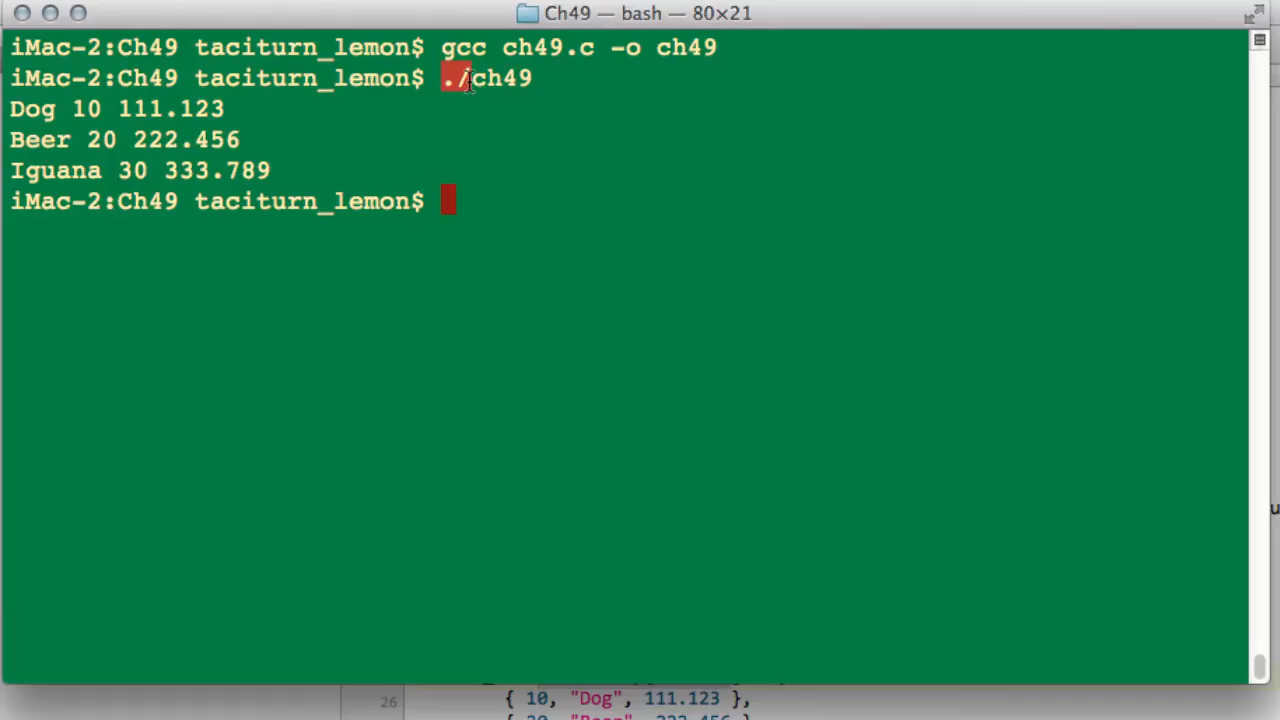 Ch49 — bash — 80×21
iMac-2:Ch49 taciturn_lemon$ gcc ch49.c -o ch49
iMac-2:Ch49 taciturn_lemon$ ./ch49
Dog 10 111.123
Beer 20 222.456
Iguana 30 333.789
iMac-2:Ch49 taciturn_lemon$
26 { 10, "Dog", 111.123 },